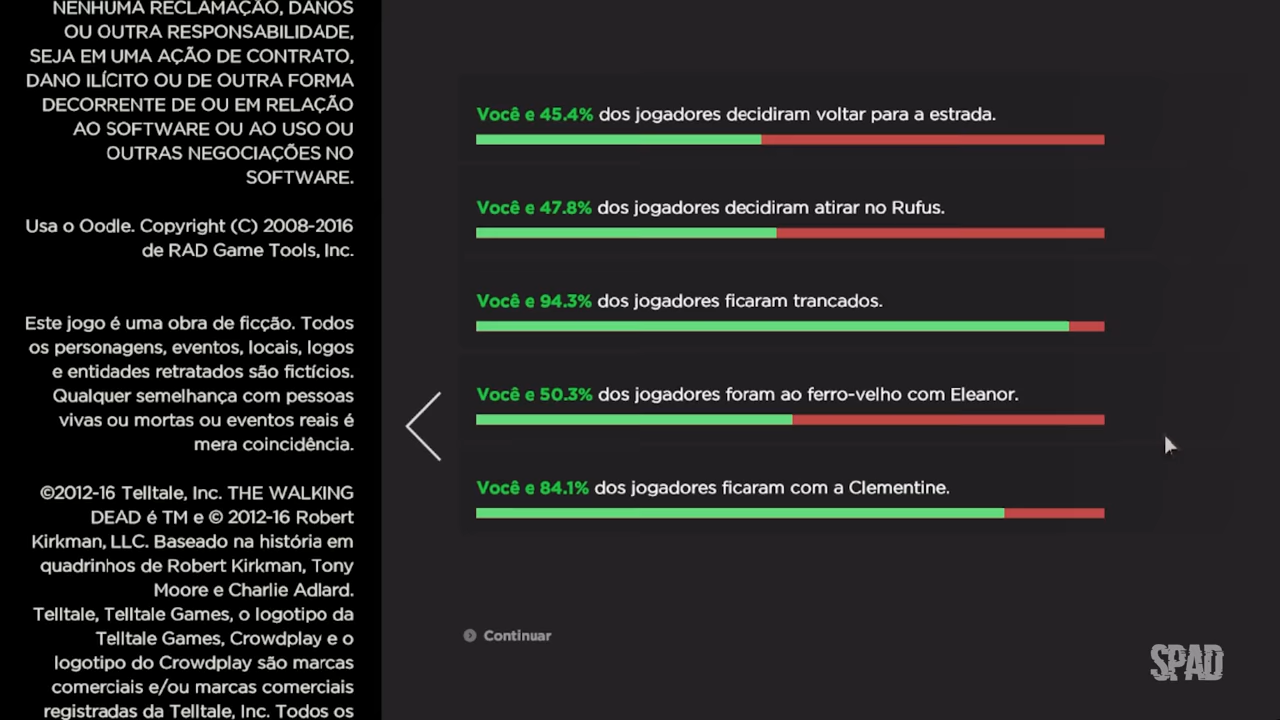 NENHUMA RECLAMAÇÃO, DANOS
OU OUTRA RESPONSABILIDADE,
SEJA EM UMA AÇÃO DE CONTRATO,
DANO ILÍCITO OU DE OUTRA FORMA
DECORRENTE DE OU EM RELAÇÃO
AO SOFTWARE OU AO USO OU
OUTRAS NEGOCIAÇÕES NO
SOFTWARE.
Usa o Oodle. Copyright (C) 2008-2016
de RAD Game Tools, Inc.
Este jogo é uma obra de ficção. Todos
os personagens, eventos, locais, logos
e entidades retratados são fictícios.
Qualquer semelhança com pessoas
vivas ou mortas ou eventos reais é
mera coincidência.
©2012-16 Telltale, Inc. THE WALKING
DEAD é TM e © 2012-16 Robert
Kirkman, LLC. Baseado na história em
quadrinhos de Robert Kirkman, Tony
Moore e Charlie Adlard.
Telltale, Telltale Games, o logotipo da
Telltale Games, Crowdplay e o
logotipo do Crowdplay são marcas
comerciais e/ou marcas comerciais
registradas da Telltale, Inc. Todos os
Você e 45.4% dos jogadores decidiram voltar para a estrada.
Você e 47.8% dos jogadores decidiram atirar no Rufus.
Você e 94.3% dos jogadores ficaram trancados.
Você e 50.3% dos jogadores foram ao ferro-velho com Eleanor.
Você e 84.1% dos jogadores ficaram com a Clementine.
Continuar
SPAD